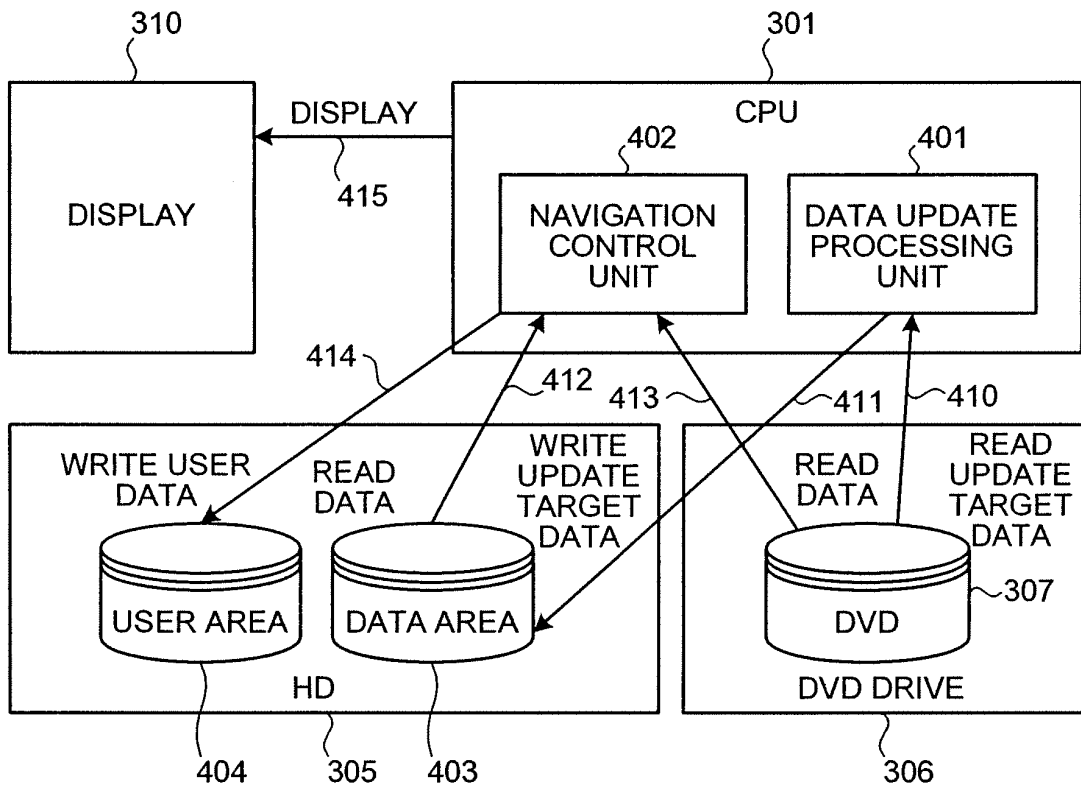 310
301
DISPLAY
CPU
402
401
415
DISPLAY
NAVIGATION
CONTROL
UNIT
DATA UPDATE
PROCESSING
UNIT
414
412
413
411
410
WRITE USER
DATA
READ
DATA
WRITE
UPDATE
TARGET
DATA
READ
DATA
READ
UPDATE
TARGET
DATA
307
USER AREA
DATA AREA
DVD
HD
DVD DRIVE
404
305
403
306